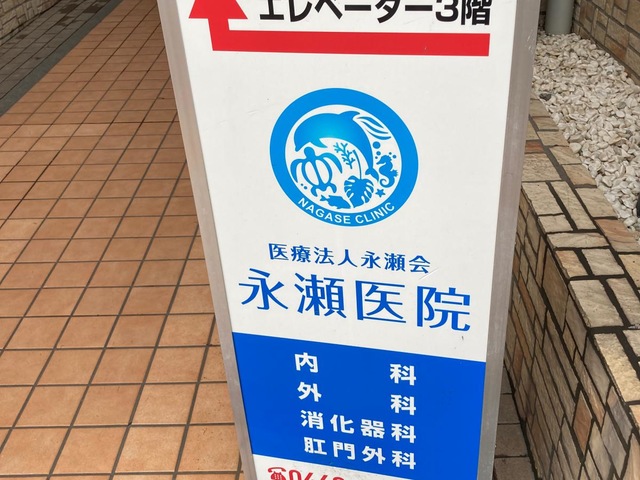 エレベーター3階
NAGASE CLINIC
医療法人永瀬会
永瀬医院
内科
外科
消化器科
肛門外科